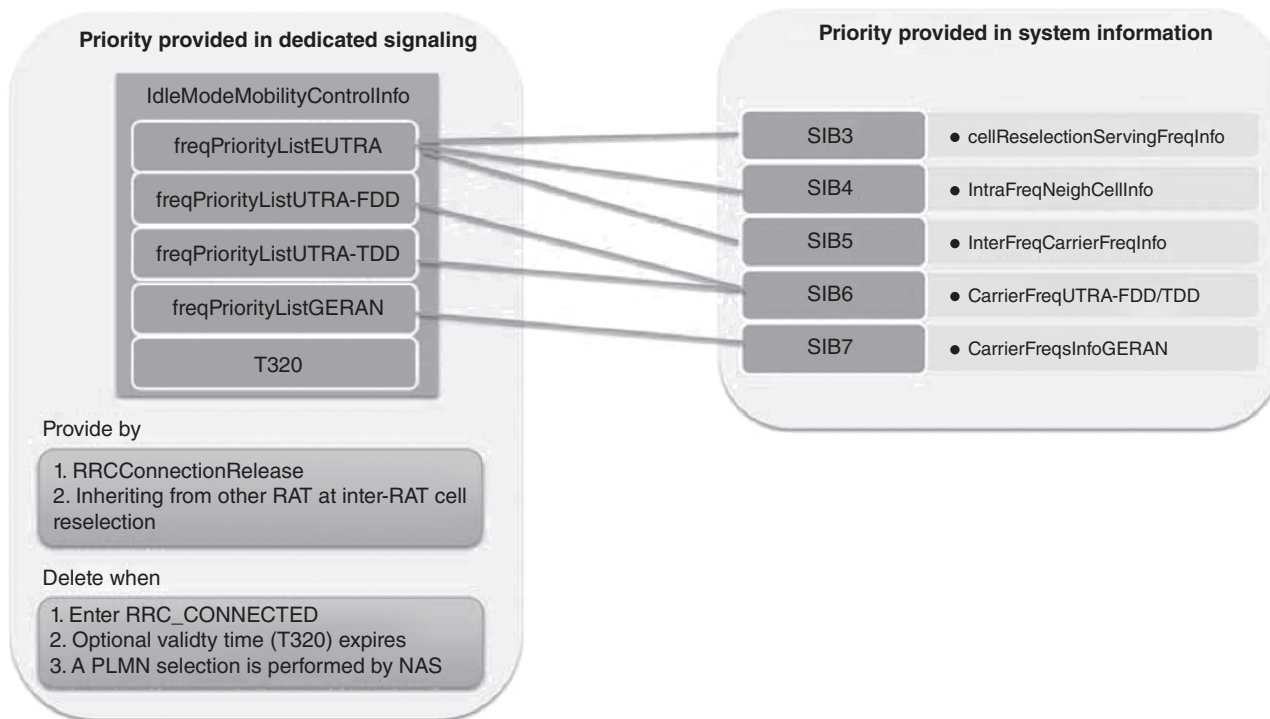 Priority provided in dedicated signaling
IdleModeMobilityControlInfo
freqPriorityListEUTRA
freqPriorityListUTRA-FDD
freqPriorityListUTRA-TDD
freqPriorityListGERAN
T320
Provide by
1. RRCConnectionRelease
2. Inheriting from other RAT at inter-RAT cell
reselection
Delete when
1. Enter RRC_CONNECTED
2. Optional validty time (T320) expires
3. A PLMN selection is performed by NAS
Priority provided in system information
SIB3 • cellReselectionServingFreqInfo
SIB4 • IntraFreqNeighCellInfo
SIB5 • InterFreqCarrierFreqInfo
SIB6 • CarrierFreqUTRA-FDD/TDD
SIB7 • CarrierFreqsInfoGERAN